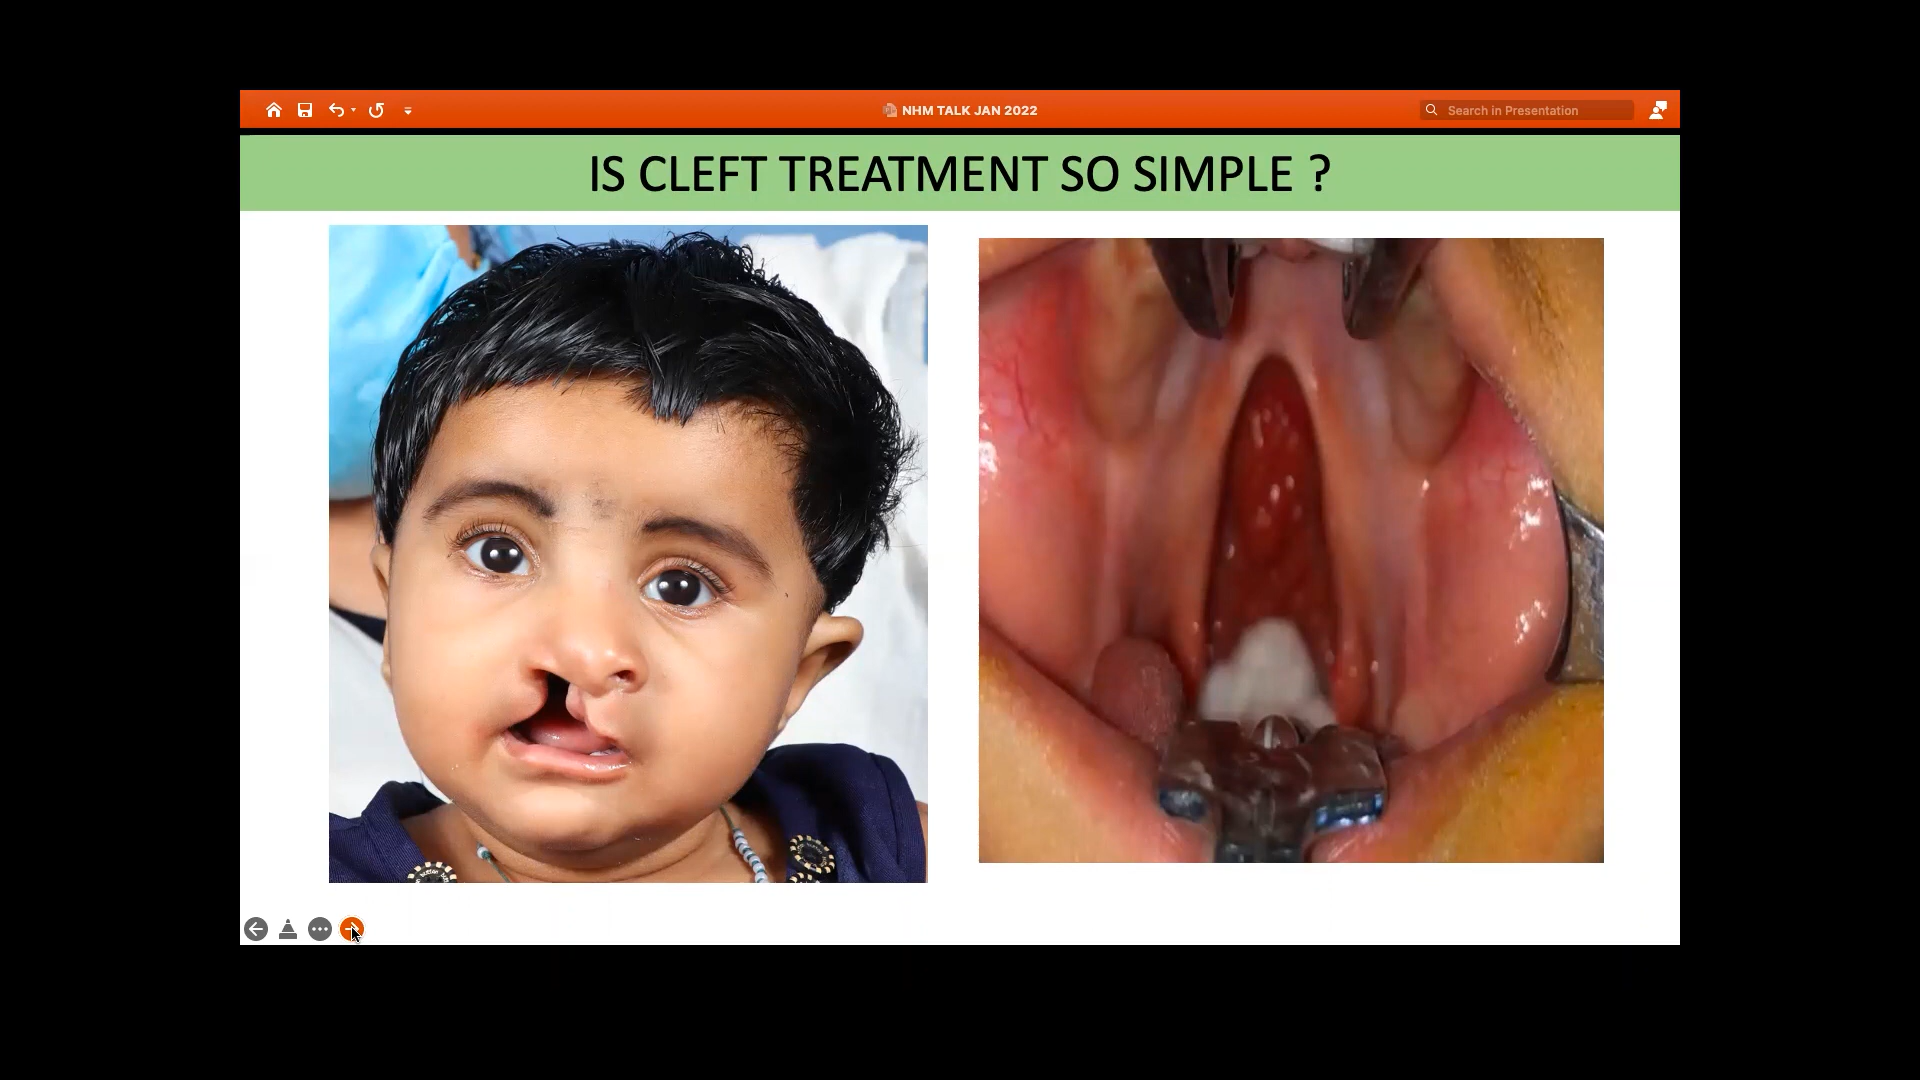 NHM TALK JAN 2022
Search in Presentation
IS CLEFT TREATMENT SO SIMPLE ?